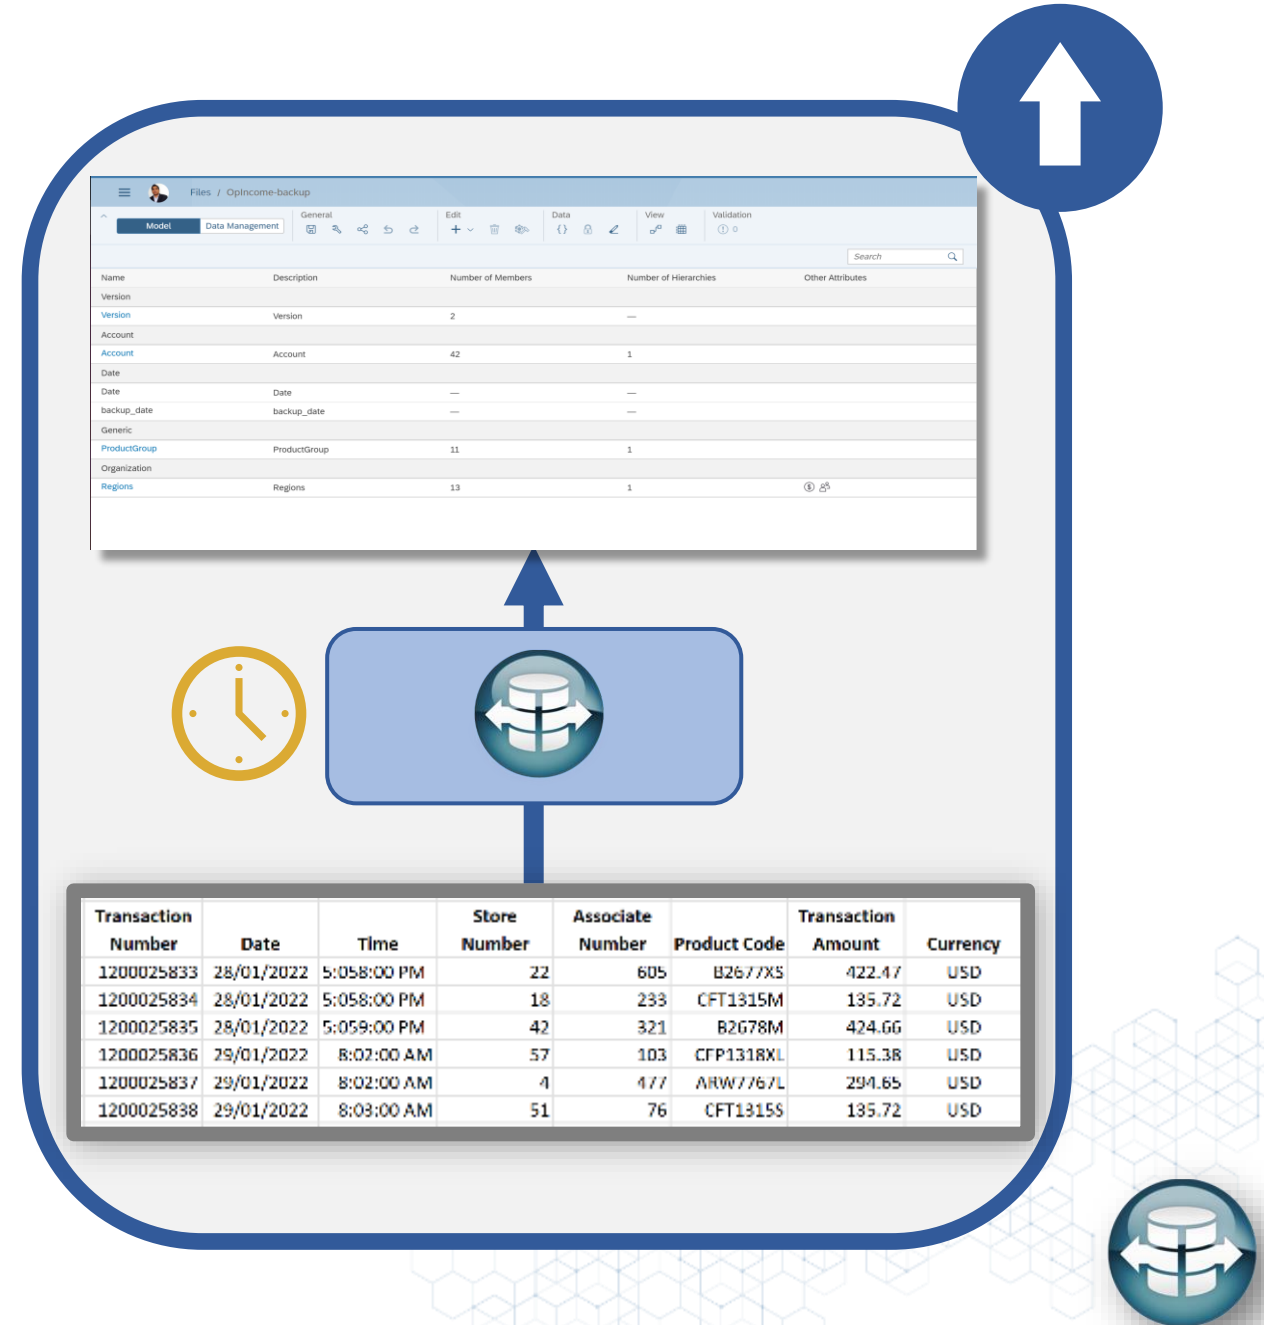 Files / OpIncome-backup
General Edit Data View Validation
Model Data Management 0
Search
Name Description Number of Members Number of Hierarchies Other Attributes
Version
Version Version 2 —
Account
Account Account 42 1
Date
Date Date — —
backup_date backup_date — —
Generic
ProductGroup ProductGroup 11 1
Organization
Regions Regions 13 1
Transaction Number Date Time Store Number Associate Number Product Code Transaction Amount Currency
1200025833 28/01/2022 5:058:00 PM 22 605 B2677XS 422.47 USD
1200025834 28/01/2022 5:058:00 PM 18 233 CFT1315M 135.72 USD
1200025835 28/01/2022 5:059:00 PM 42 321 B2678M 424.66 USD
1200025836 29/01/2022 8:02:00 AM 57 103 CFP1318XL 115.38 USD
1200025837 29/01/2022 8:02:00 AM 4 477 ARW7767L 294.65 USD
1200025838 29/01/2022 8:03:00 AM 51 76 CFT1315S 135.72 USD